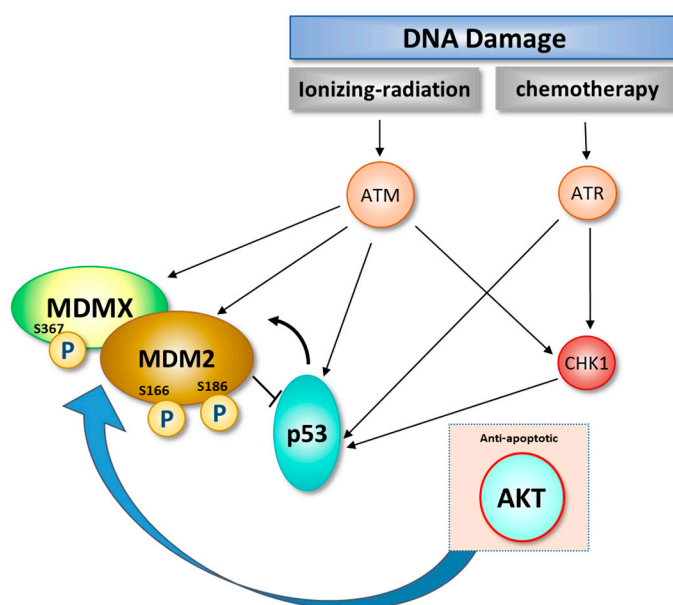 DNA Damage
Ionizing-radiation
chemotherapy
ATM
ATR
MDMX
S367
P
MDM2
S166
S186
P
P
p53
CHK1
Anti-apoptotic
AKT